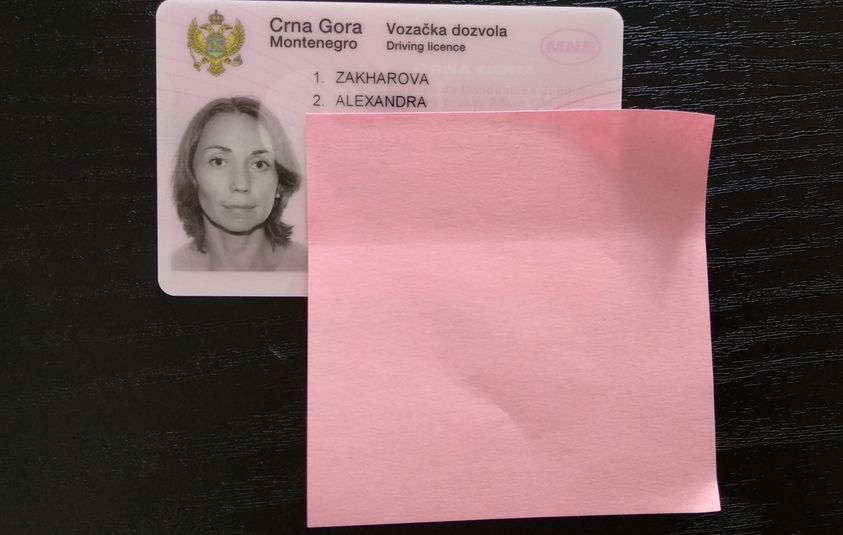 Crna Gora Vozačka dozvola
Montenegro Driving licence
MNE
1. ZAKHAROVA
2. ALEXANDRA